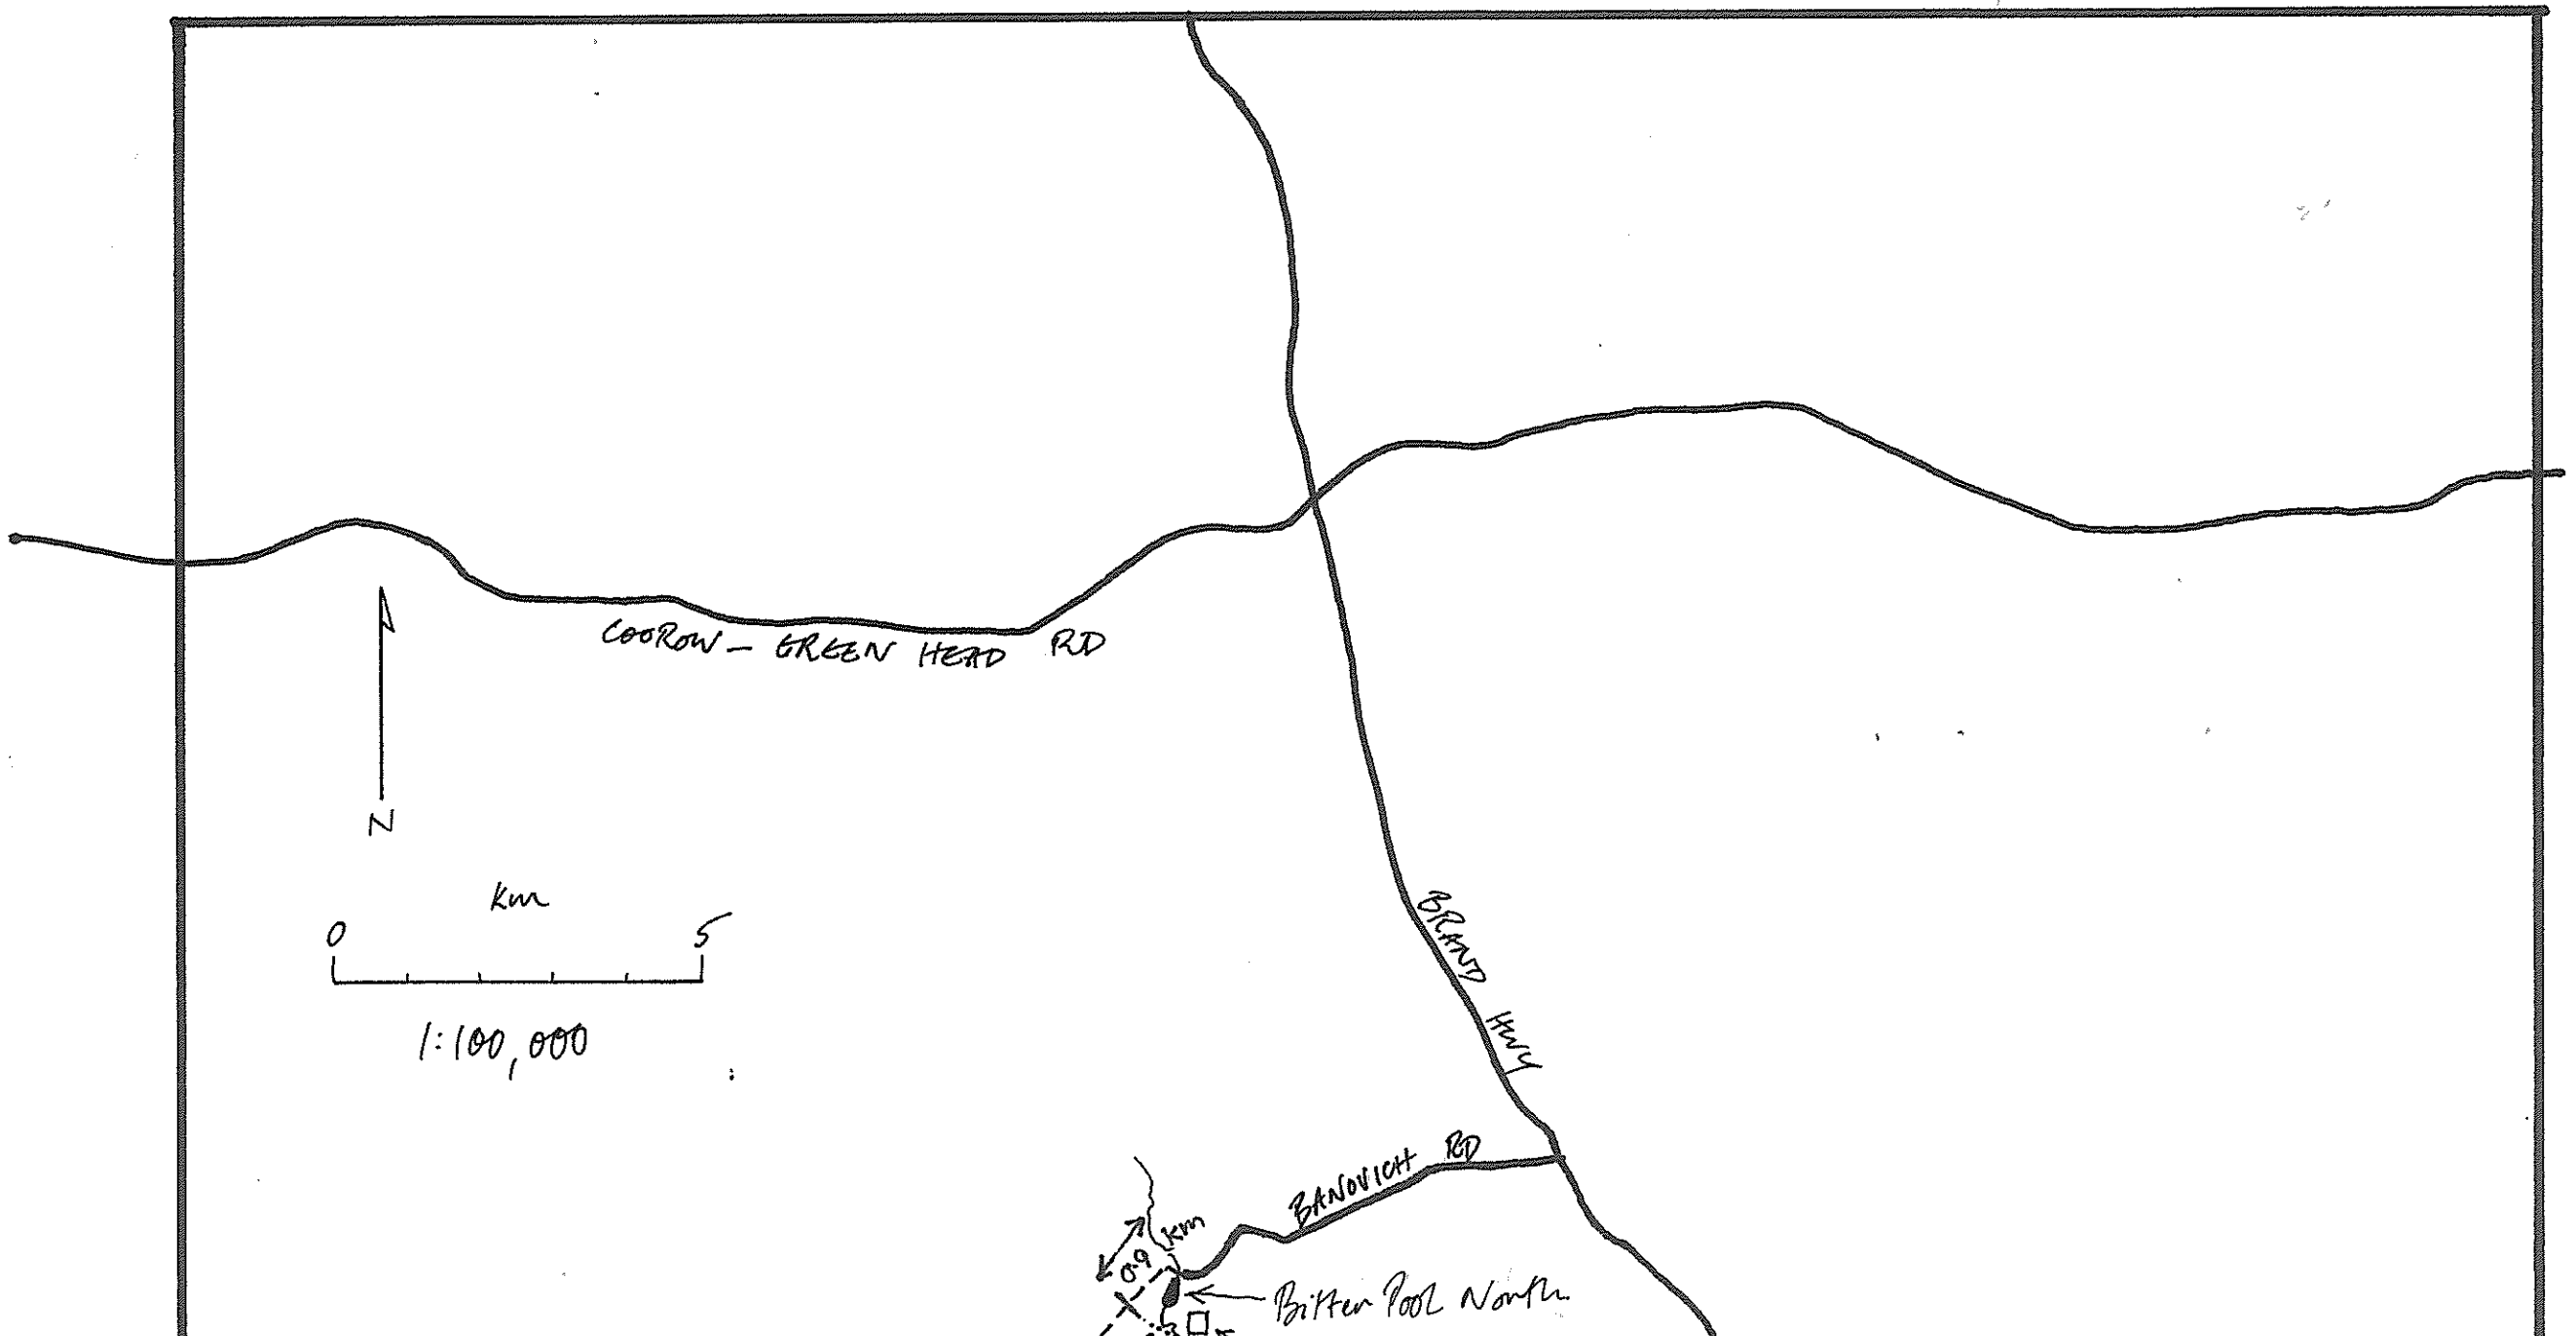 COOROW - GREEN HEAD RD
N
km
0 5
1:100,000
BRAND HWY
BANOVICH RD
0.9 km
Bitter Pool North